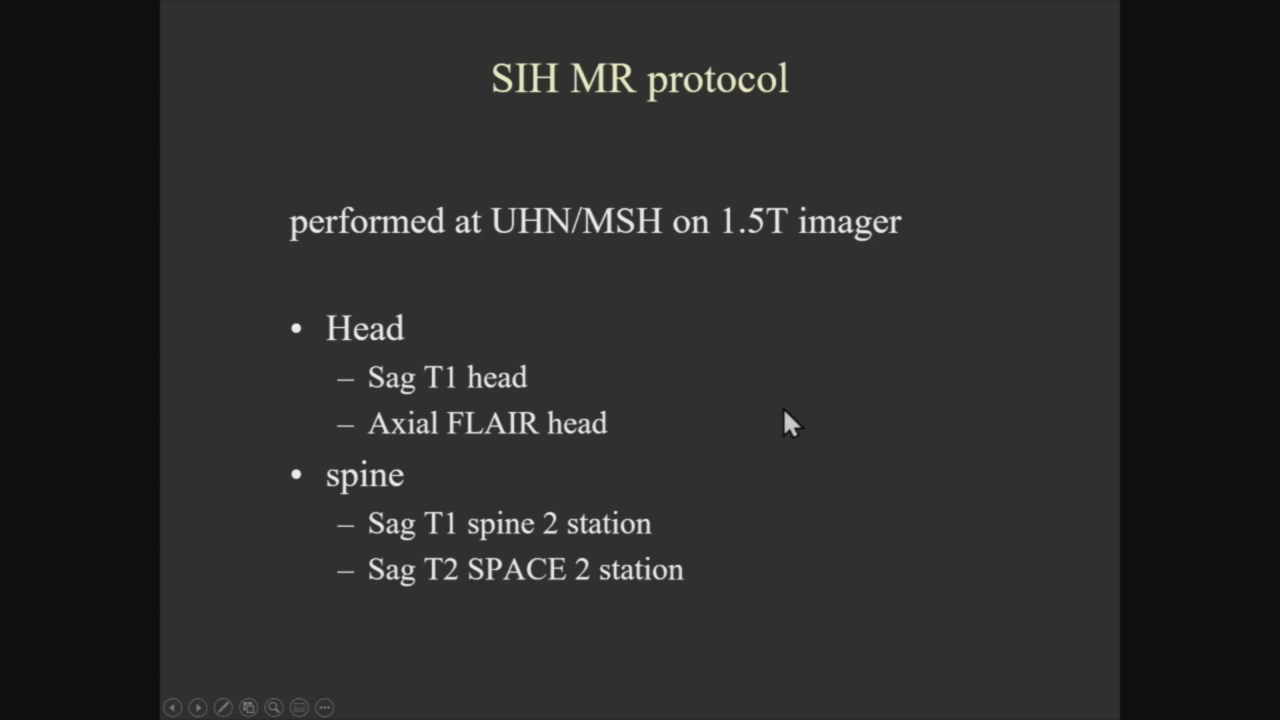 SIH MR protocol
performed at UHN/MSH on 1.5T imager
• Head
– Sag T1 head
– Axial FLAIR head
• spine
– Sag T1 spine 2 station
– Sag T2 SPACE 2 station